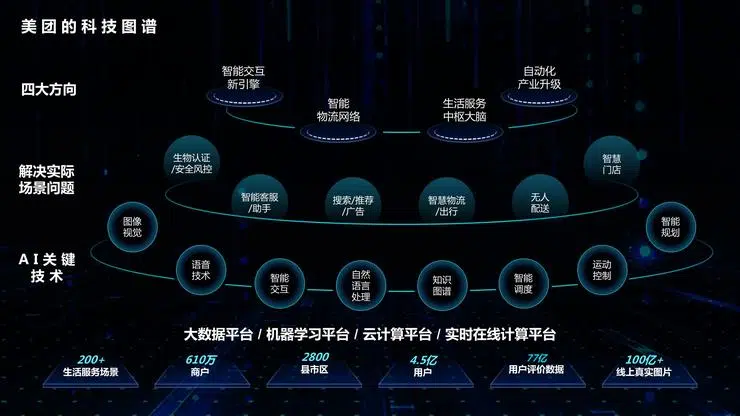 美团的科技图谱
四大方向
智能交互
新引擎
智能
物流网络
生活服务
中枢大脑
自动化
产业升级
解决实际
场景问题
生物认证
/安全风控
智能客服
/助手
搜索/推荐
/广告
智慧物流
/出行
无人
配送
智慧
门店
AI关键
技术
图像
视觉
语音
技术
智能
交互
自然
语言
处理
知识
图谱
智能
调度
运动
控制
智能
规划
大数据平台 / 机器学习平台 / 云计算平台 / 实时在线计算平台
200+
生活服务场景
610万
商户
2800
县市区
4.5亿
用户
77亿
用户评价数据
100亿+
线上真实图片